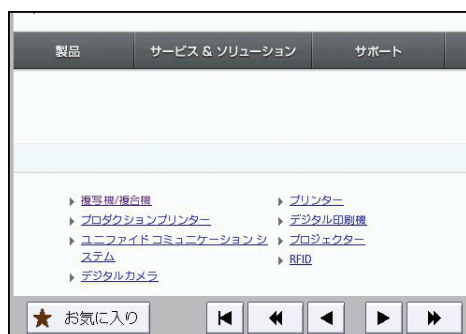 製品 サービス & ソリューション サポート
複写機/複合機
プロダクションプリンター
ユニファイドコミュニケーションシ
ステム
デジタルカメラ
プリンター
デジタル印刷機
プロジェクター
RFID
お気に入り